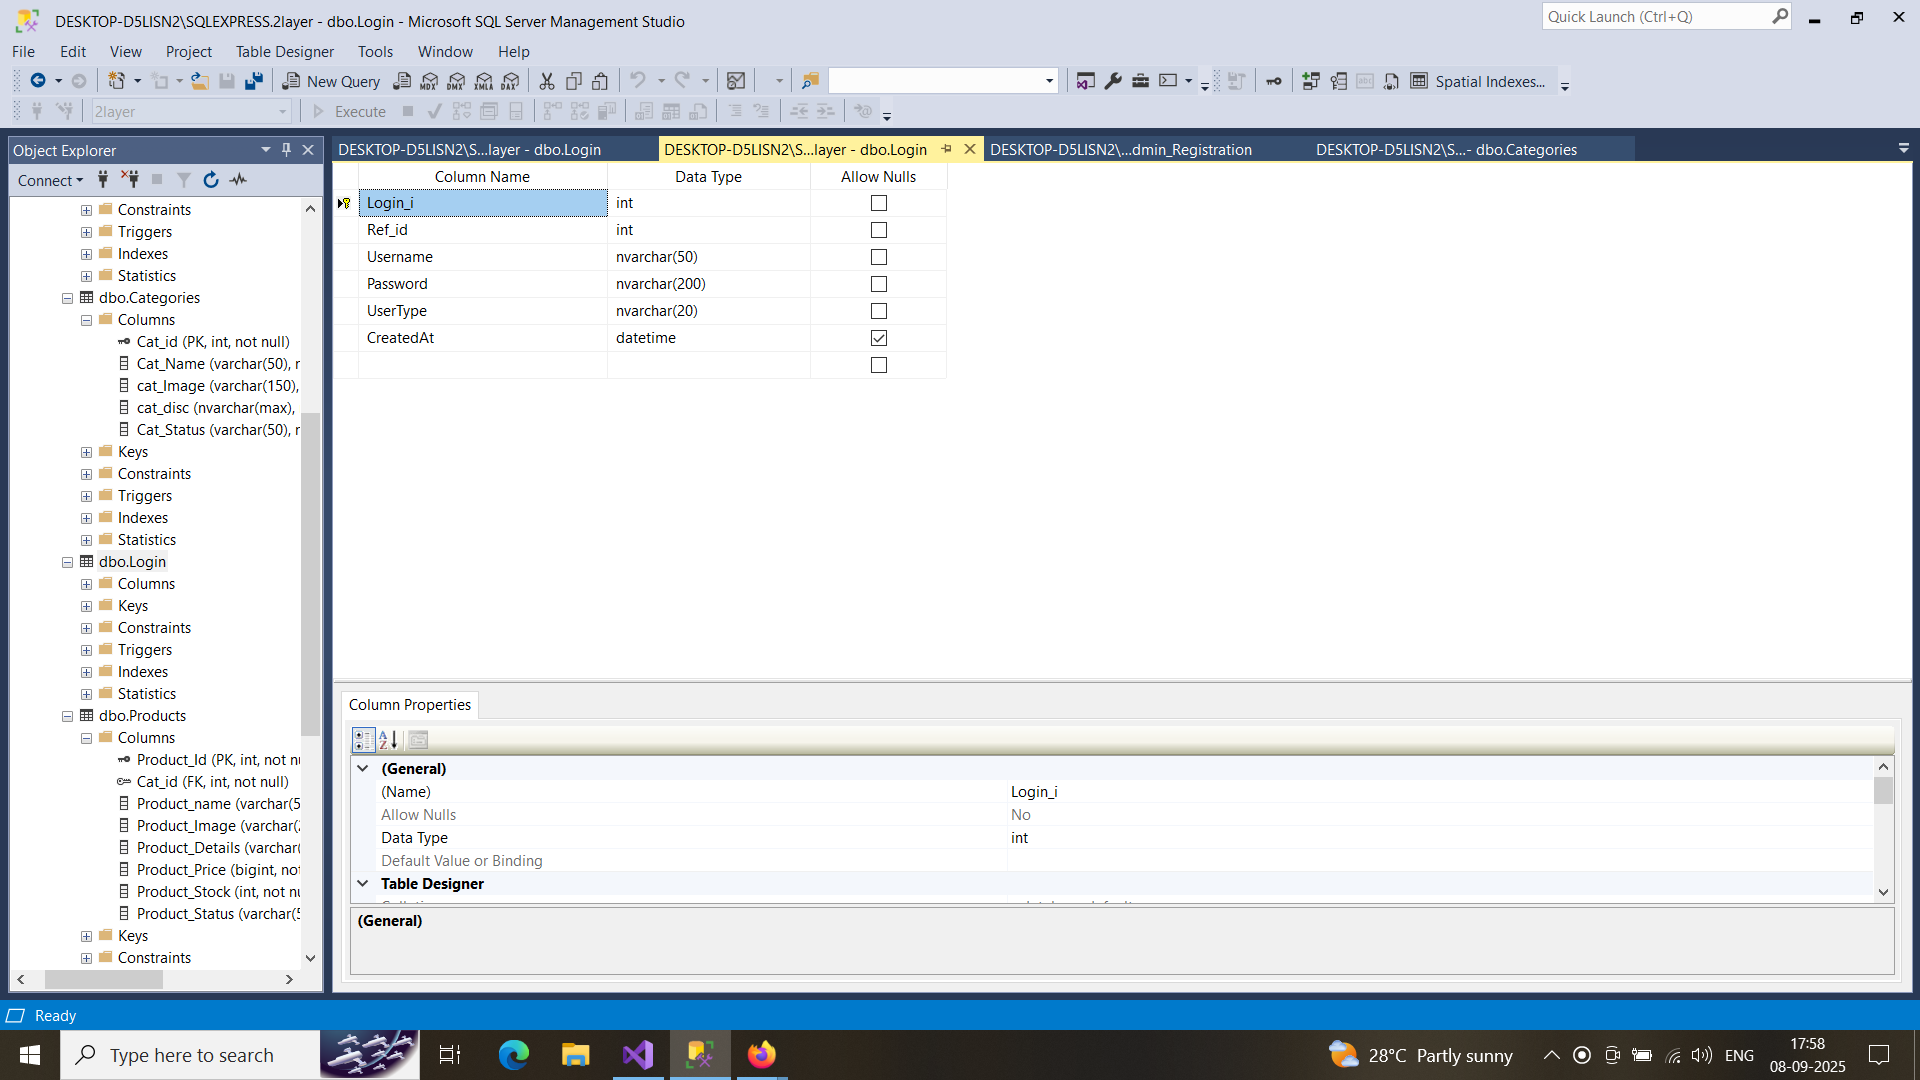 DESKTOP-D5LISN2\SQLEXPRESS.2layer - dbo.Login - Microsoft SQL Server Management Studio
Quick Launch (Ctrl+Q)
File Edit View Project Table Designer Tools Window Help
New Query MDX DMX XMLA DAX Spatial Indexes...
2layer Execute
Object Explorer
DESKTOP-D5LISN2\S...layer - dbo.Login
DESKTOP-D5LISN2\S...layer - dbo.Login
DESKTOP-D5LISN2\...dmin_Registration
DESKTOP-D5LISN2\S...- dbo.Categories
Connect
Constraints
Triggers
Indexes
Statistics
dbo.Categories
Columns
Cat_id (PK, int, not null)
Cat_Name (varchar(50), r
cat_Image (varchar(150),
cat_disc (nvarchar(max),
Cat_Status (varchar(50), r
Keys
Constraints
Triggers
Indexes
Statistics
dbo.Login
Columns
Keys
Constraints
Triggers
Indexes
Statistics
dbo.Products
Columns
Product_Id (PK, int, not nu
Cat_id (FK, int, not null)
Product_name (varchar(5
Product_Image (varchar(
Product_Details (varchar(
Product_Price (bigint, not
Product_Stock (int, not nu
Product_Status (varchar(5
Keys
Constraints
Column Name Data Type Allow Nulls
Login_i int
Ref_id int
Username nvarchar(50)
Password nvarchar(200)
UserType nvarchar(20)
CreatedAt datetime
Column Properties
(General)
(Name) Login_i
Allow Nulls No
Data Type int
Default Value or Binding
Table Designer
(General)
Ready
Type here to search
28°C Partly sunny
ENG
17:58
08-09-2025